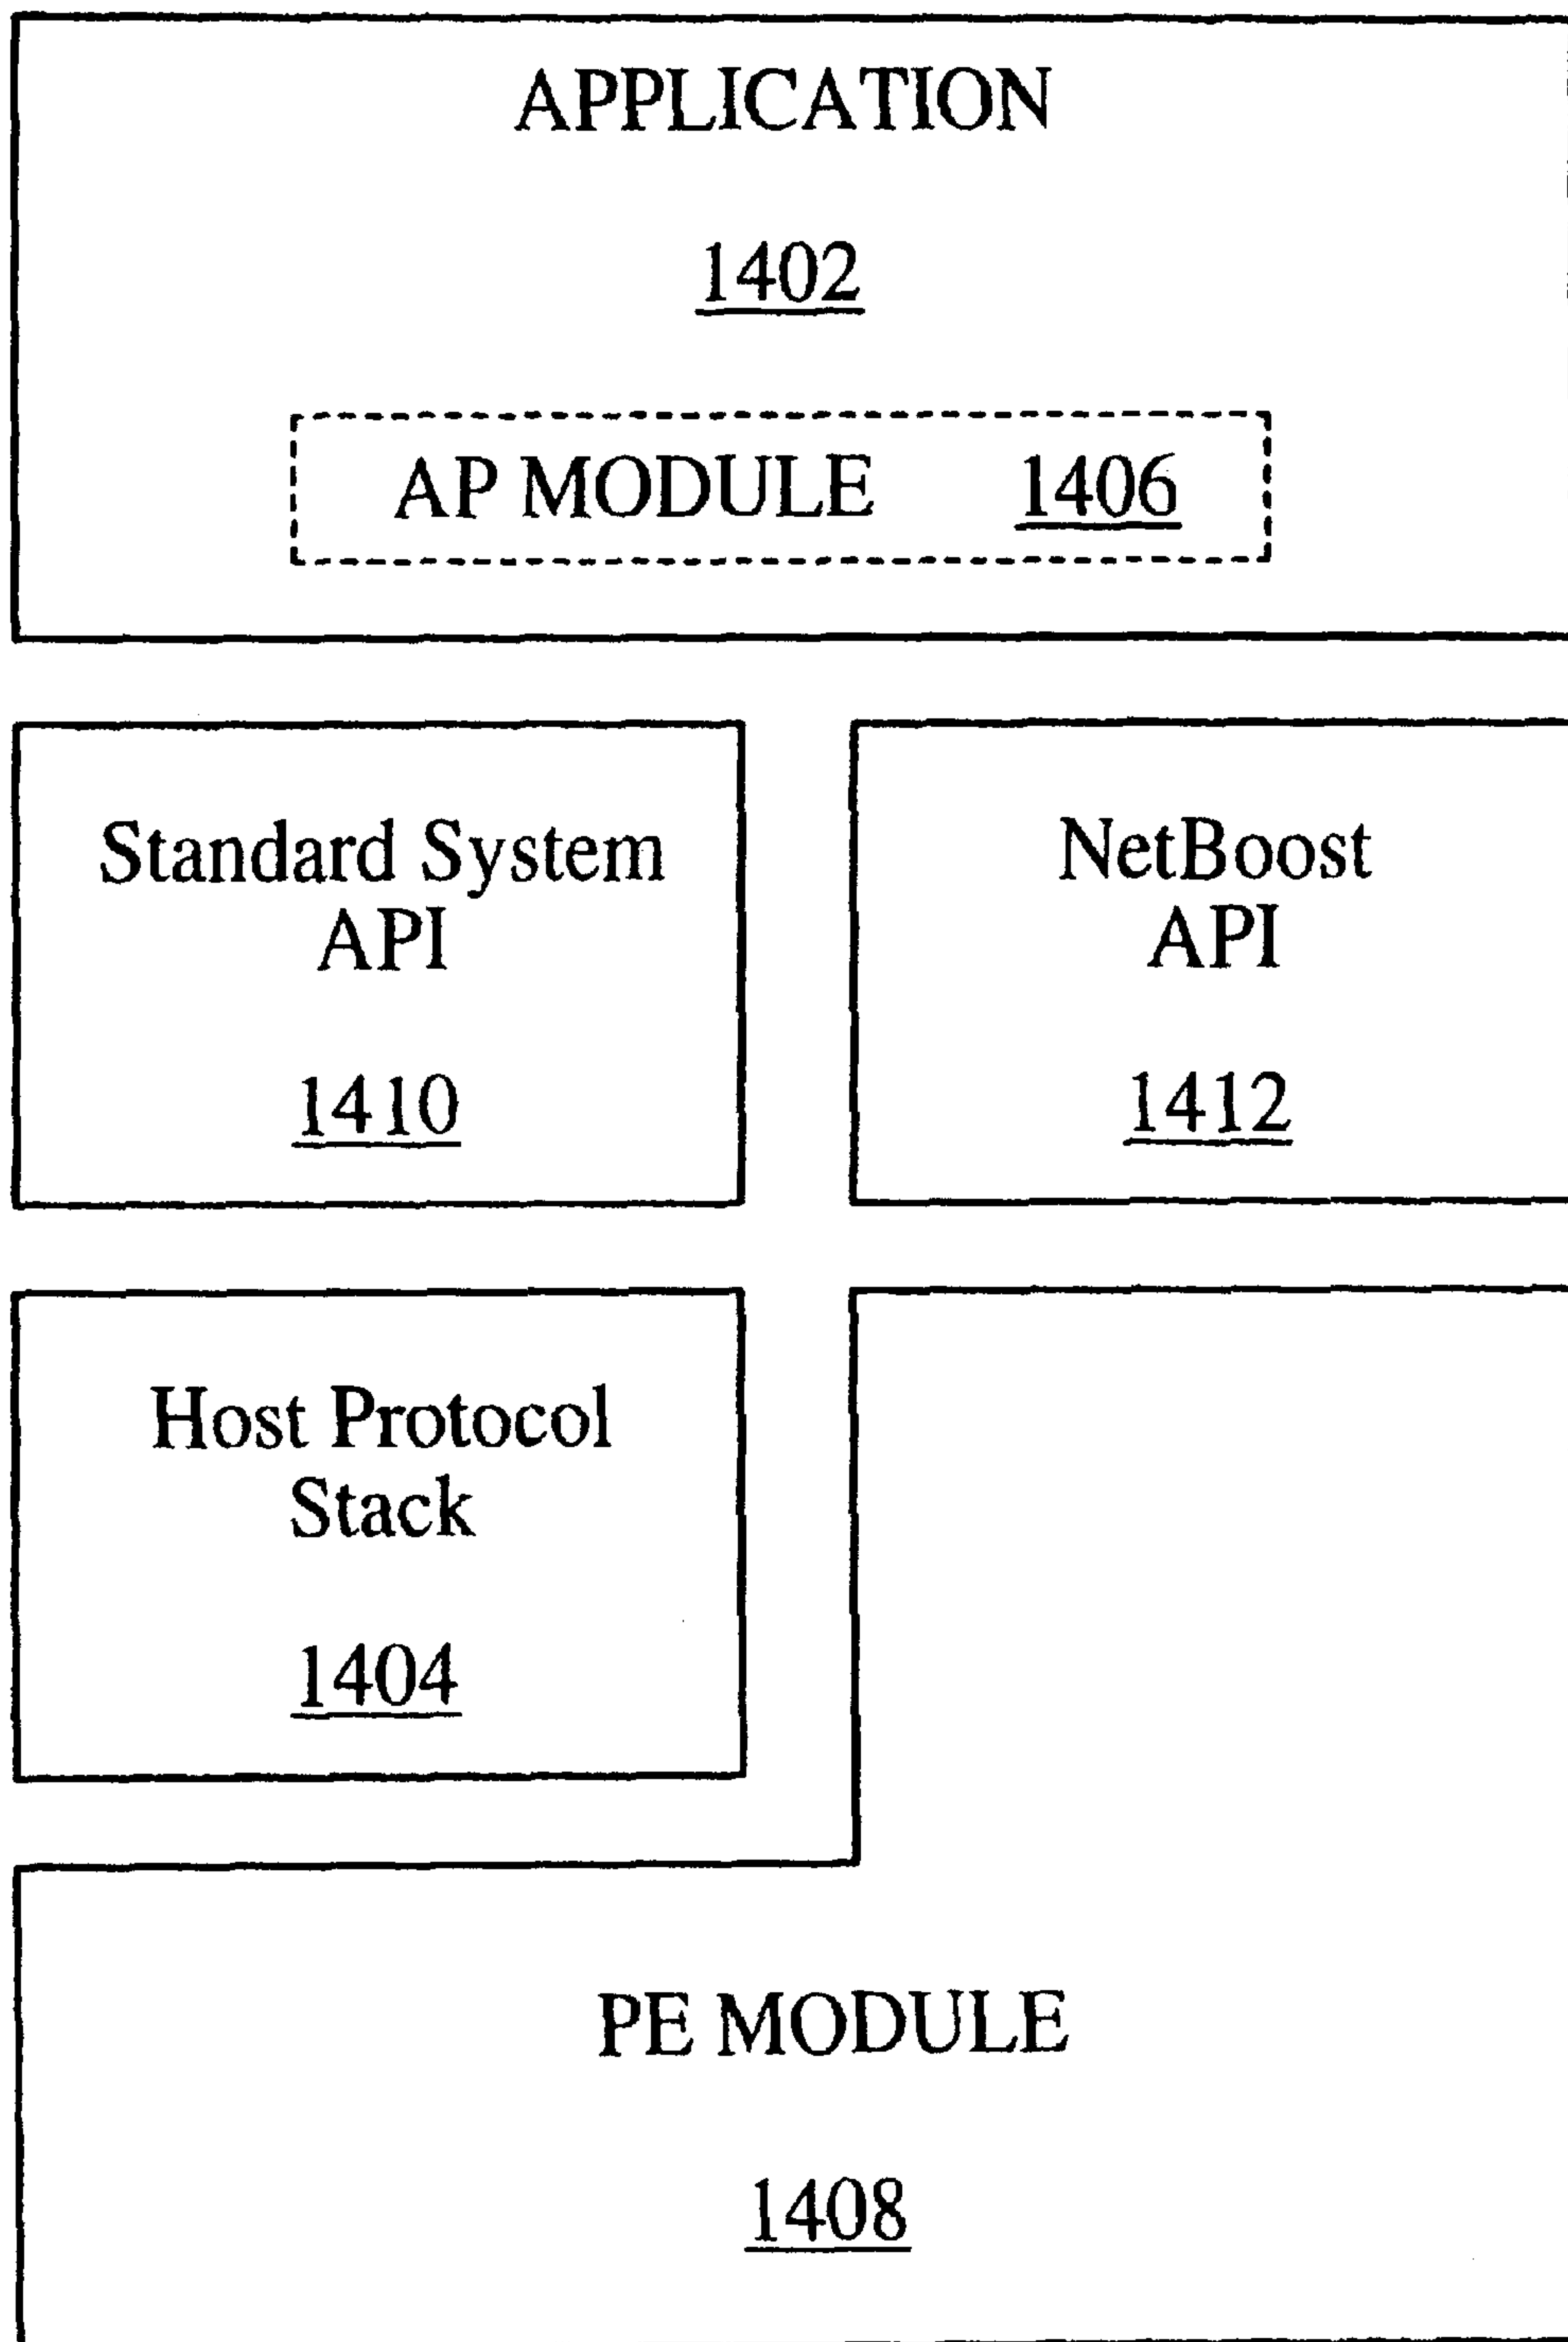 APPLICATION
1402
AP MODULE 1406
Standard System
API
1410
NetBoost
API
1412
Host Protocol
Stack
1404
PE MODULE
1408